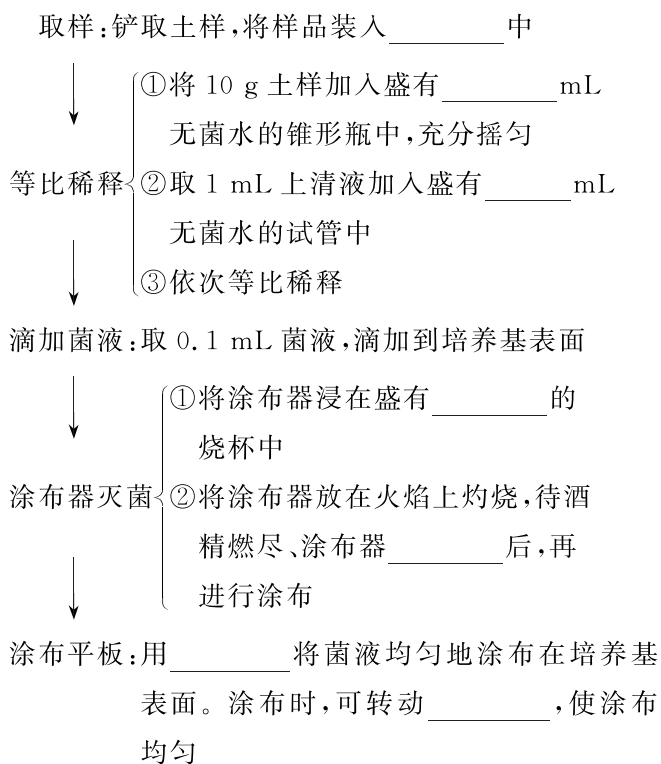 取样:铲取土样,将样品装入________中
①将 10 g 土样加入盛有________mL
无菌水的锥形瓶中,充分摇匀
等比稀释
②取 1 mL 上清液加入盛有______mL
无菌水的试管中
③依次等比稀释
滴加菌液:取 0.1 mL 菌液,滴加到培养基表面
①将涂布器浸在盛有________的
烧杯中
涂布器灭菌
②将涂布器放在火焰上灼烧,待酒
精燃尽、涂布器________后,再
进行涂布
涂布平板:用________将菌液均匀地涂布在培养基
表面。涂布时,可转动________,使涂布
均匀